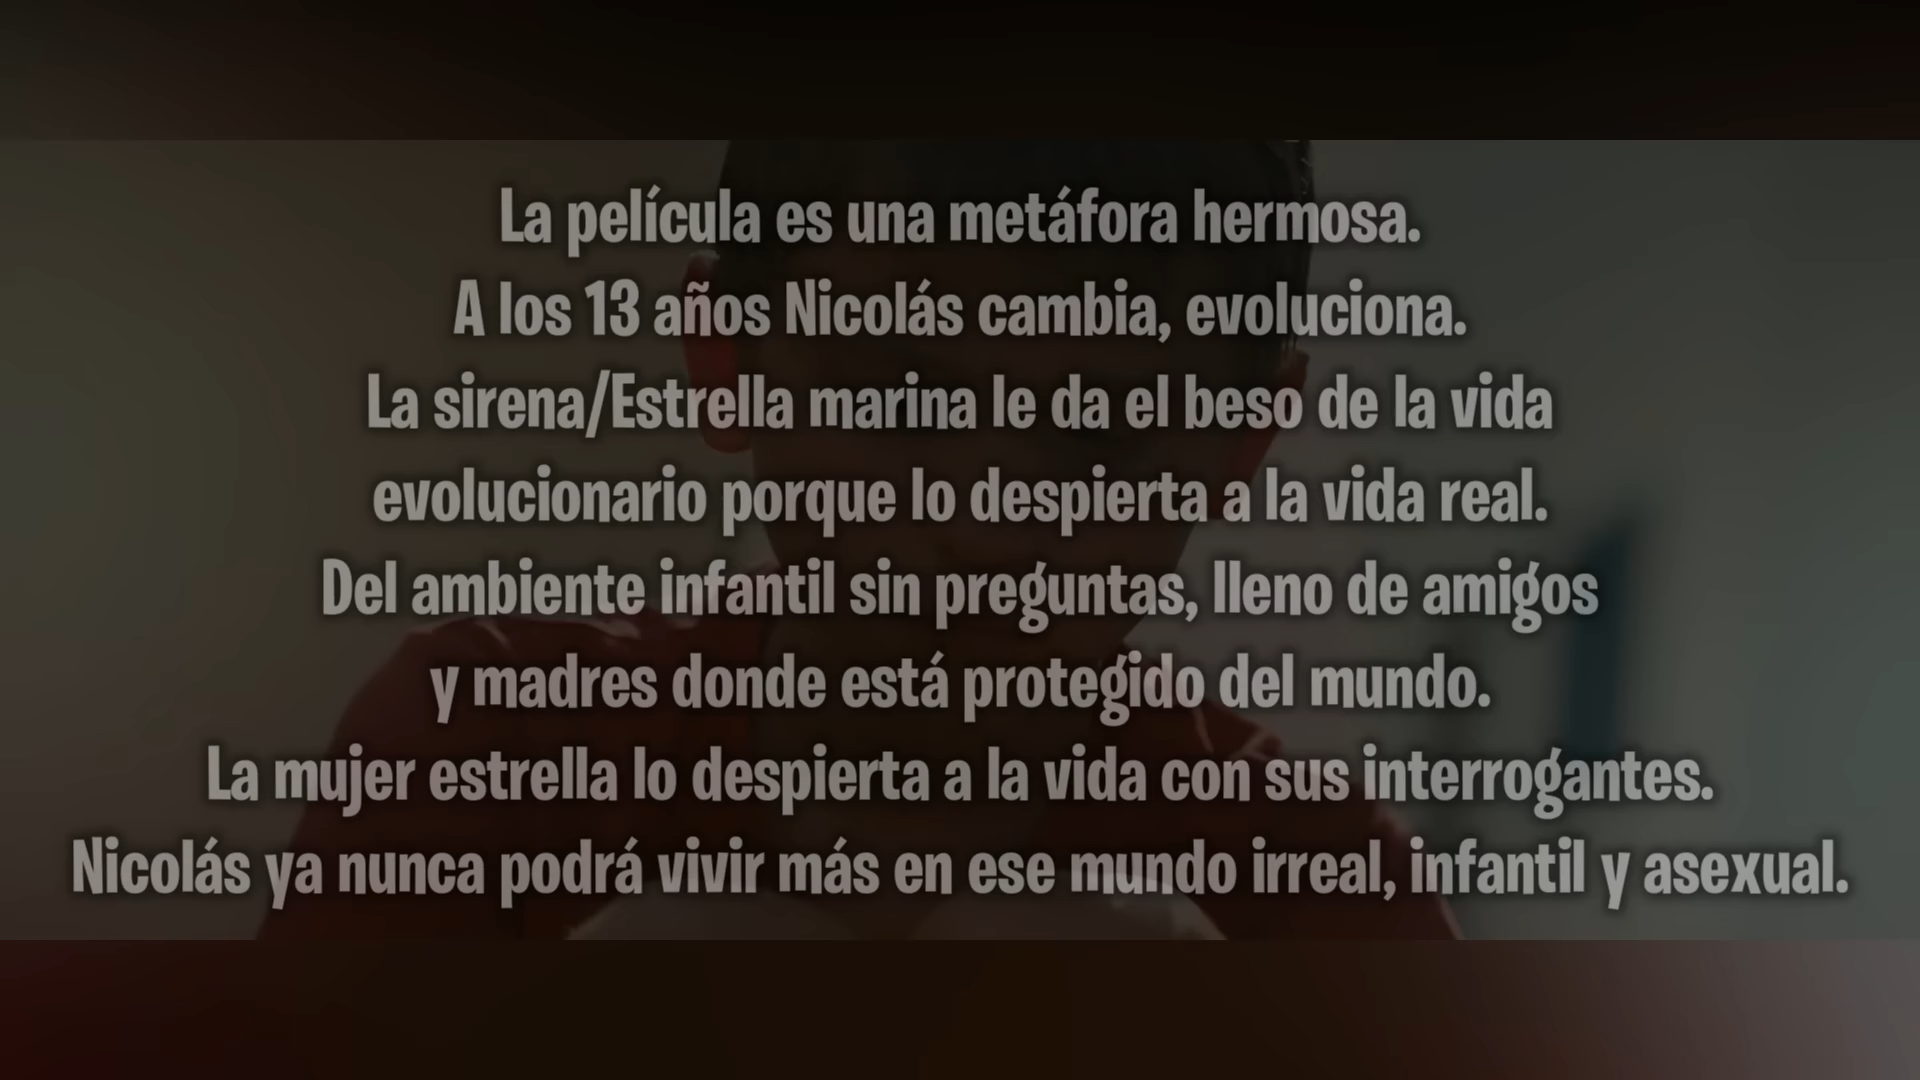 La película es una metáfora hermosa.
A los 13 años Nicolás cambia, evoluciona.
La sirena/Estrella marina le da el beso de la vida
evolucionario porque lo despierta a la vida real.
Del ambiente infantil sin preguntas, lleno de amigos
y madres donde está protegido del mundo.
La mujer estrella lo despierta a la vida con sus interrogantes.
Nicolás ya nunca podrá vivir más en ese mundo irreal, infantil y asexual.